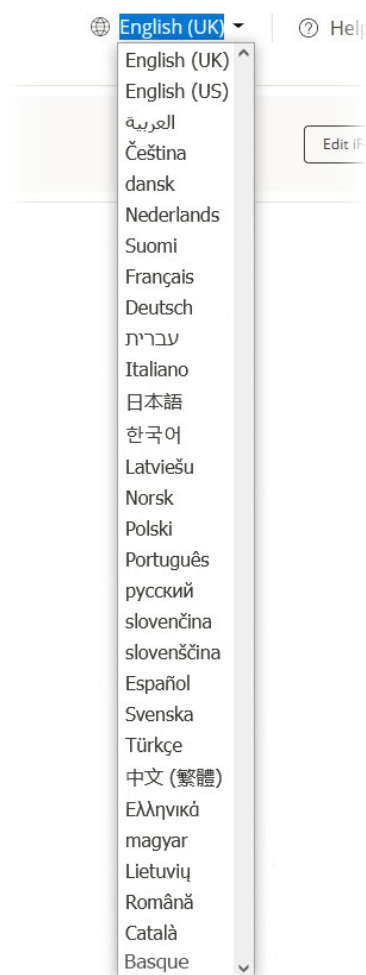 English (UK)
Help
English (UK)
English (US)
العربية
Čeština
dansk
Nederlands
Suomi
Français
Deutsch
עברית
Italiano
日本語
한국어
Latviešu
Norsk
Polski
Português
русский
slovenčina
slovenščina
Español
Svenska
Türkçe
中文 (繁體)
Ελληνικά
magyar
Lietuvių
Română
Català
Basque
Edit